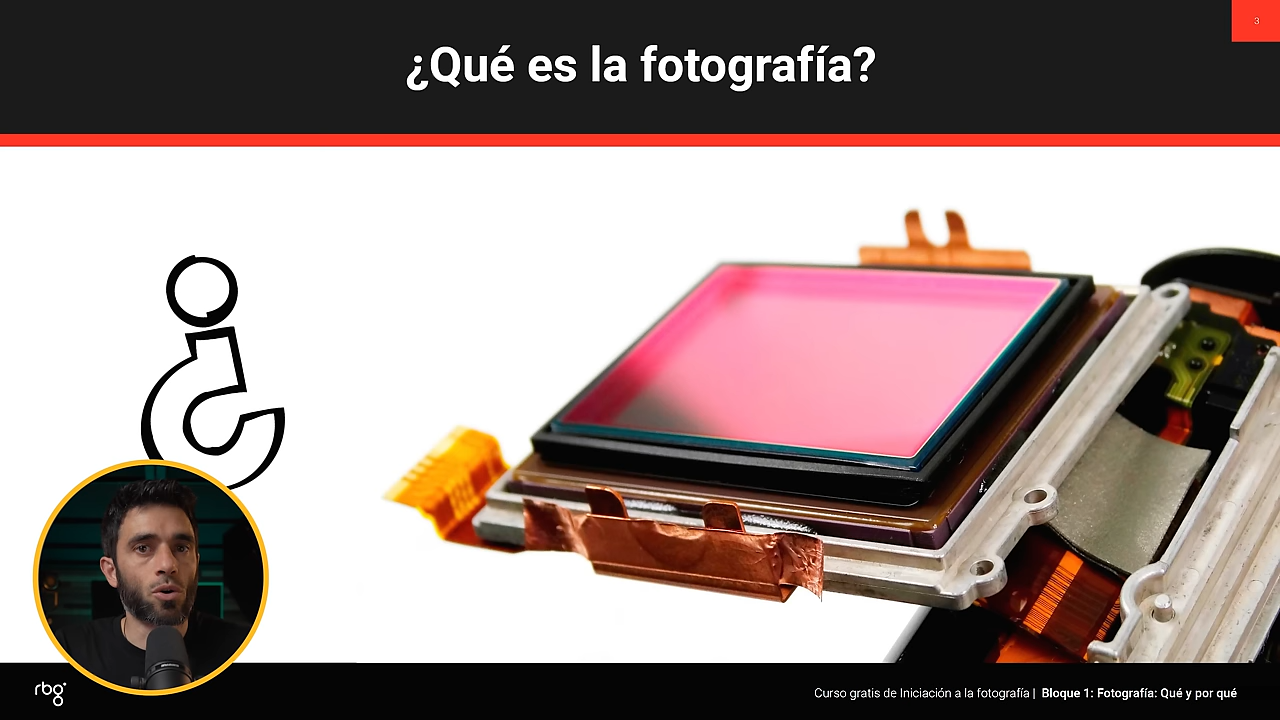 3
¿Qué es la fotografía?
¿
rbg
Curso gratis de Iniciación a la fotografía | Bloque 1: Fotografía: Qué y por qué